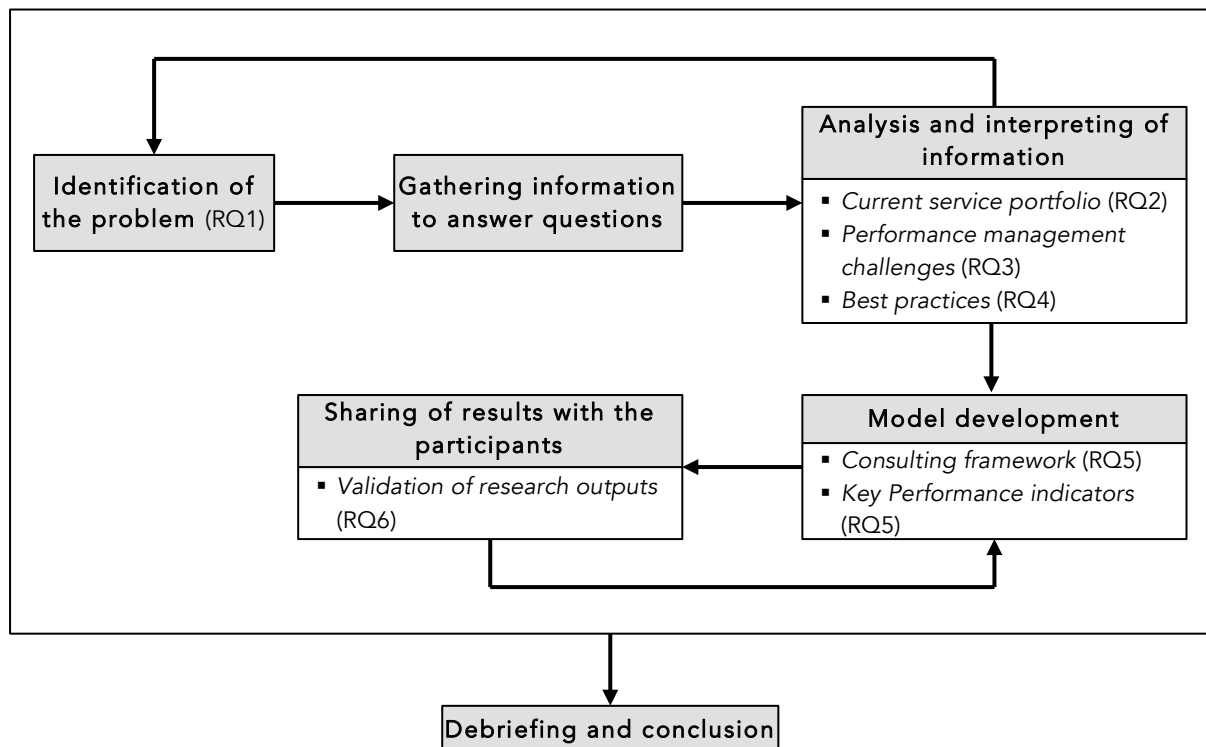 Identification of
the problem (RQ1)
Gathering information
to answer questions
Analysis and interpreting of
information
▪ Current service portfolio (RQ2)
▪ Performance management
challenges (RQ3)
▪ Best practices (RQ4)
Model development
▪ Consulting framework (RQ5)
▪ Key Performance indicators
(RQ5)
Sharing of results with the
participants
▪ Validation of research outputs
(RQ6)
Debriefing and conclusion